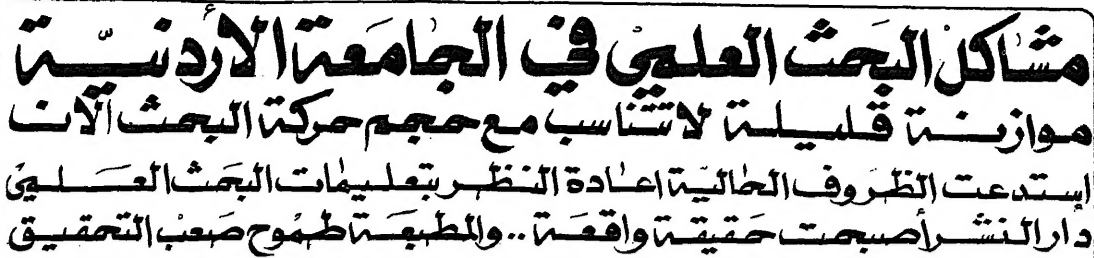 مشاكل البحث العلمي في الجامعة الأردنية
موازنة قليلة لا تتناسب مع حجم حركة البحث الآن
إستدعت الظروف الحالية اعادة النظر بتعليمات البحث العلمي
دار النشر أصبحت حقيقة واقعة .. والمطبعة طموح صعب التحقيق